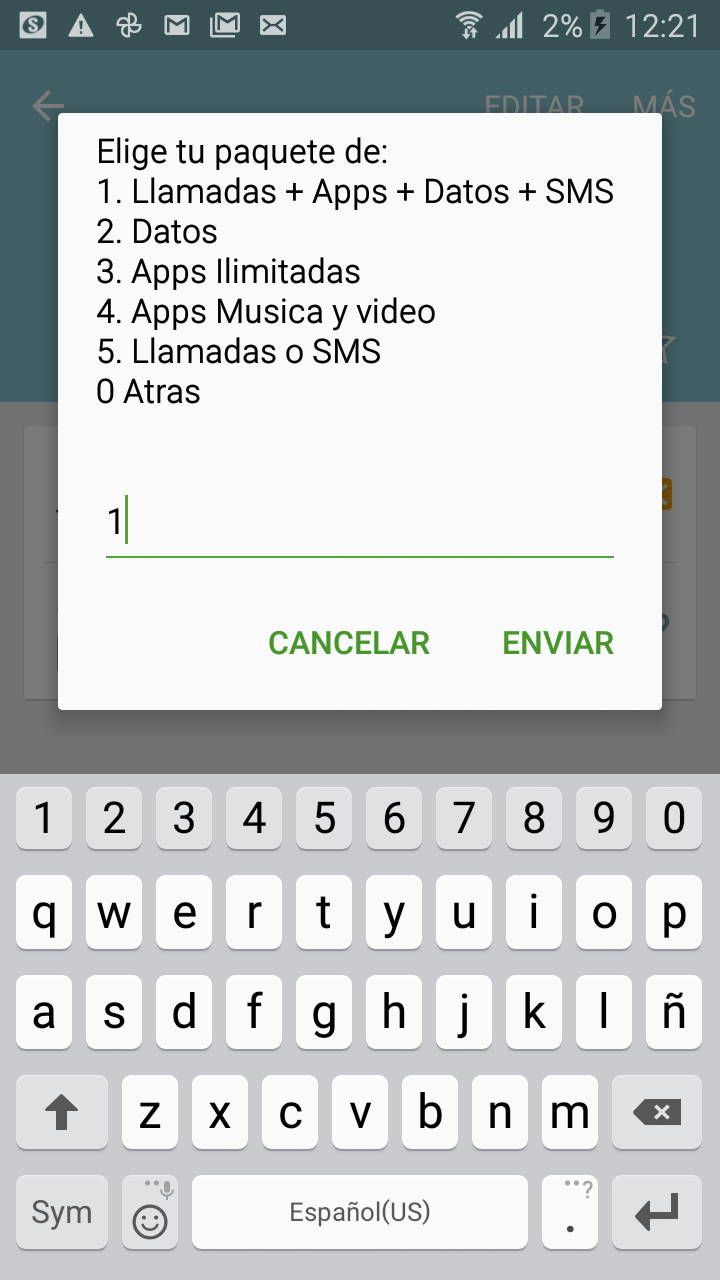 2% 12:21
EDITAR MÁS
Elige tu paquete de:
1. Llamadas + Apps + Datos + SMS
2. Datos
3. Apps Ilimitadas
4. Apps Musica y video
5. Llamadas o SMS
0 Atras
1
CANCELAR ENVIAR
1 2 3 4 5 6 7 8 9 0
q w e r t y u i o p
a s d f g h j k l ñ
z x c v b n m
Sym Español(US) . ?